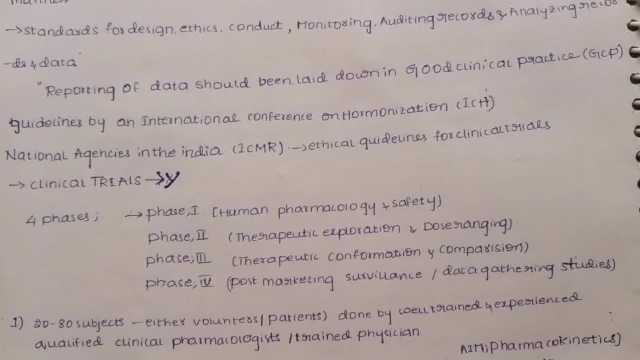 →standards for design, ethics, conduct, Monitoring, Auditing records & Analyzing recor
-ds & data"
"Reporting of data should been laid down in GOOD clinical practice (GCP)
guidelines by an International conference on Hormonization (ICH)
National Agencies in the india (ICMR) → ethical guidelines for clinical trials
→ clinical TRIALS →
4 phases; → phase, I (Human pharmacology & safety)
phase, II (Therapeutic exploration & Doseranging)
phase, III (Therapeutic Conformation & Comparision)
phase, IV (post marketing survillance / data gathering studies)
1) 20-80 subjects - either volunters/patients) done by well trained & experienced
qualified clinical pharmacologists / trained physician
Aim, pharmacokinetics)